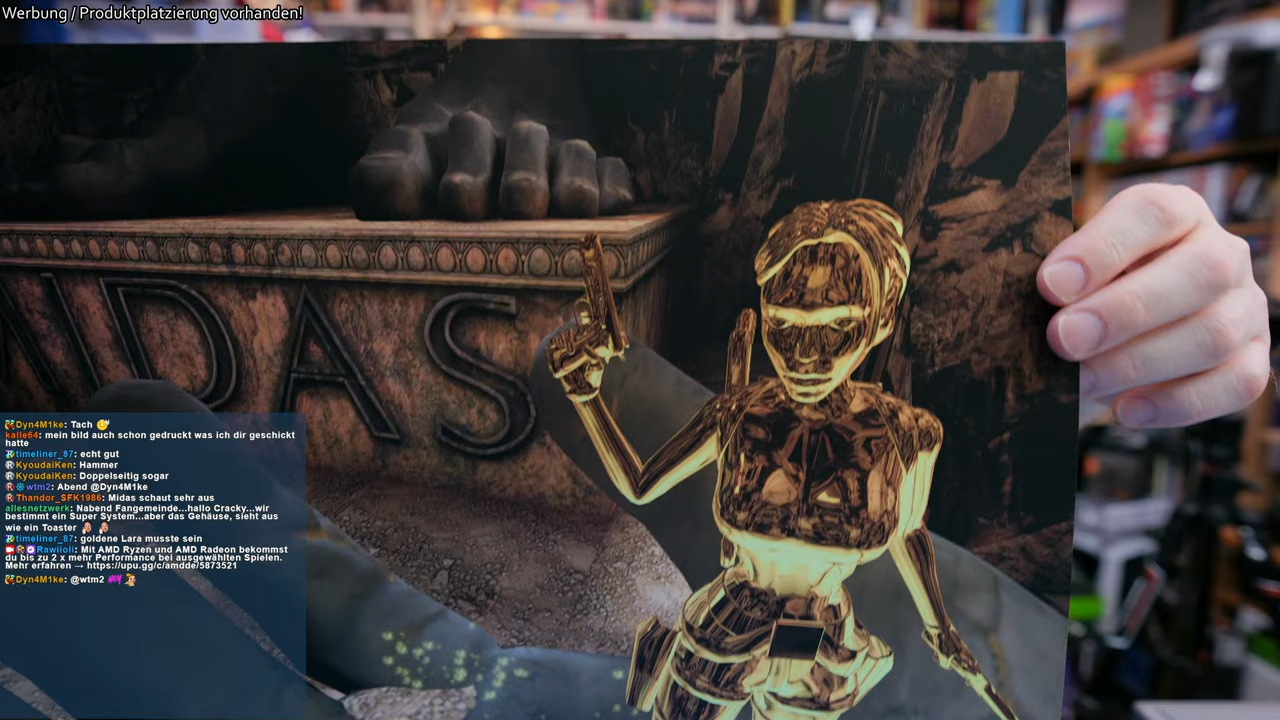 Werbung / Produktplatzierung vorhanden!
MIDAS
Dyn4M1ke: Tach
kalle64: mein bild auch schon gedruckt was ich dir geschickt
hatte
timeliner_87: echt gut
KyoudaiKen: Hammer
KyoudaiKen: Doppelseitig sogar
wtm2: Abend @Dyn4M1ke
Thandor_SFK1986: Midas schaut sehr aus
allesnetzwerk: Nabend Fangemeinde...hallo Cracky...wir
bestimmt ein Super System...aber das Gehäuse, sieht aus
wie ein Toaster
timeliner_87: goldene Lara musste sein
Rawiioli: Mit AMD Ryzen und AMD Radeon bekommst
du bis zu 2 x mehr Performance bei ausgewählten Spielen.
Mehr erfahren → https://upu.gg/c/amdde/5873521
Dyn4M1ke: @wtm2 HEY